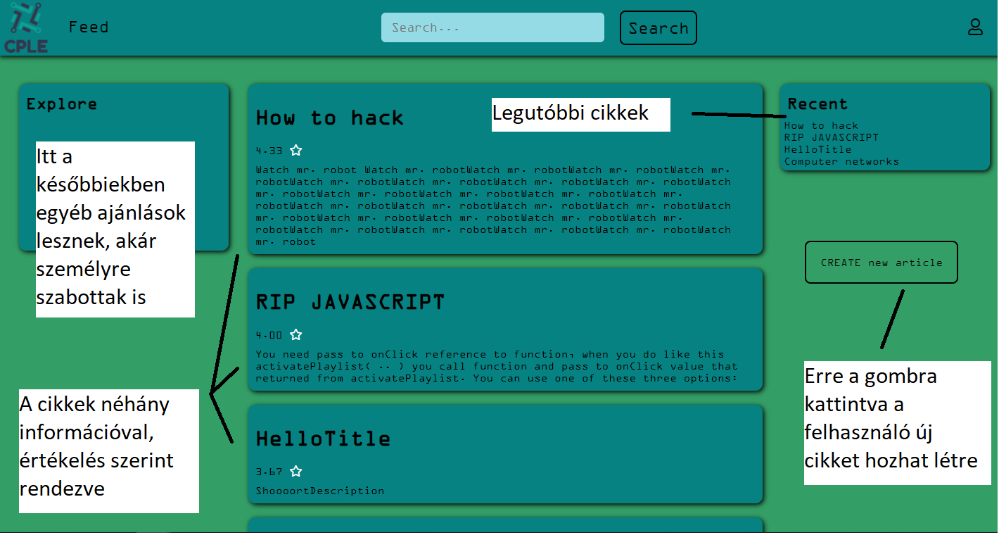 CPLE
Feed
Search...
Search
Explore
Itt a
későbbiekben
egyéb ajánlások
lesznek, akár
személyre
szabottak is
A cikkek néhány
információval,
értékelés szerint
rendezve
How to hack
Legutóbbi cikkek
4.33
Watch mr. robot Watch mr. robotWatch mr. robotWatch mr. robotWatch mr.
robotWatch mr. robotWatch mr. robotWatch mr. robotWatch mr. robotWatch
mr. robotWatch mr. robotWatch mr. robotWatch mr. robotWatch mr.
robotWatch mr. robotWatch mr. robotWatch mr. robotWatch mr. robotWatch
mr. robotWatch mr. robotWatch mr. robotWatch mr. robotWatch mr.
robotWatch mr. robotWatch mr. robotWatch mr. robotWatch mr. robotWatch
mr. robot
RIP JAVASCRIPT
4.00
You need pass to onClick reference to function, when you do like this
activatePlaylist( .. ) you call function and pass to onClick value that
returned from activatePlaylist. You can use one of these three options:
HelloTitle
3.67
ShoooortDescription
Recent
How to hack
RIP JAVASCRIPT
HelloTitle
Computer networks
CREATE new article
Erre a gombra
kattintva a
felhasználó új
cikket hozhat létre